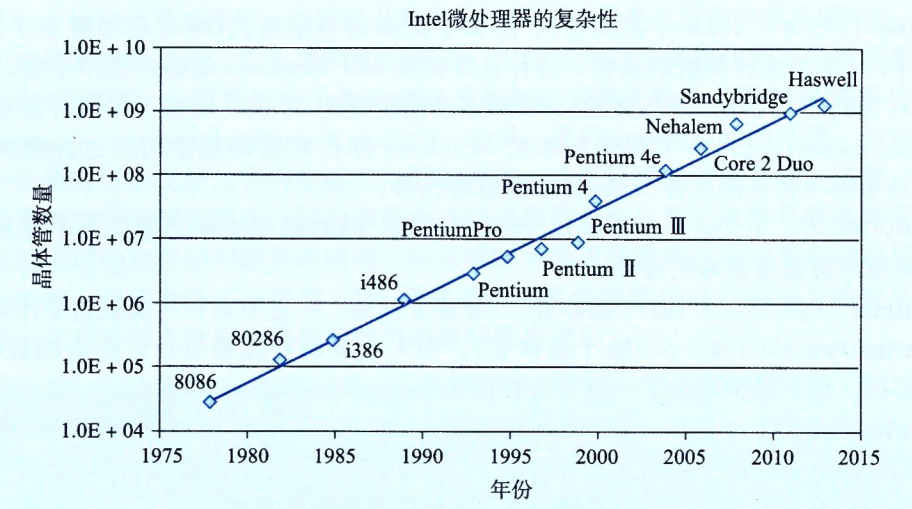 Intel微处理器的复杂性
1.0E + 10
1.0E + 09
1.0E + 08
1.0E + 07
1.0E + 06
1.0E + 05
1.0E + 04
晶体管数量
Haswell
Sandybridge
Nehalem
Core 2 Duo
Pentium 4e
Pentium 4
Pentium Ⅲ
PentiumPro
Pentium Ⅱ
Pentium
i486
80286
i386
8086
1975 1980 1985 1990 1995 2000 2005 2010 2015
年份